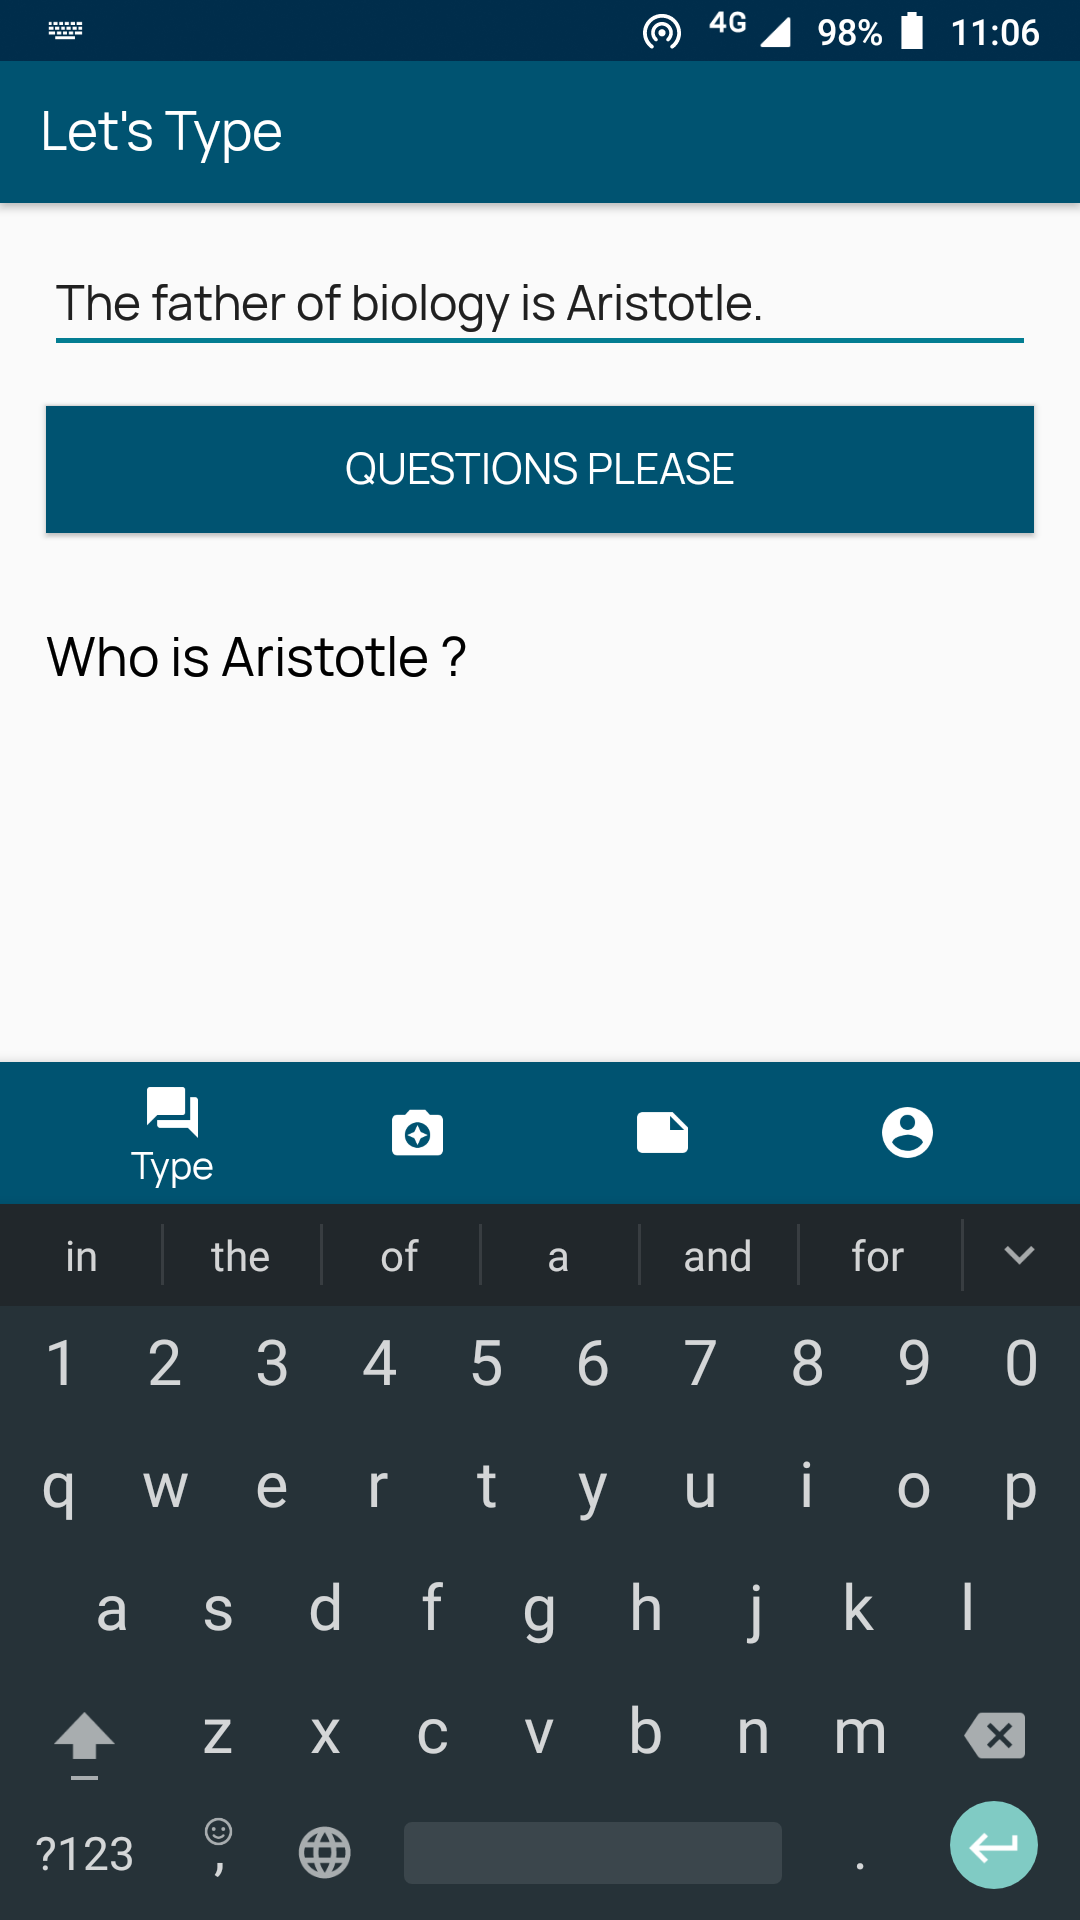 4G 98% 11:06
Let's Type
The father of biology is Aristotle.
QUESTIONS PLEASE
Who is Aristotle ?
Type
in the of a and for
1 2 3 4 5 6 7 8 9 0
q w e r t y u i o p
a s d f g h j k l
z x c v b n m
?123 , .